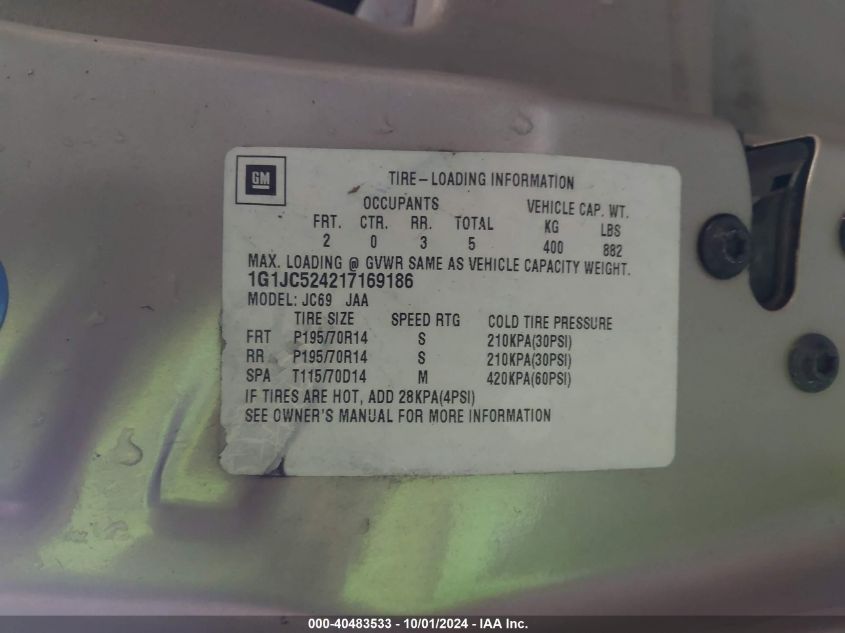 GM
TIRE-LOADING INFORMATION
OCCUPANTS VEHICLE CAP. WT.
FRT. CTR. RR. TOTAL KG LBS
2 0 3 5 400 882
MAX. LOADING @ GVWR SAME AS VEHICLE CAPACITY WEIGHT.
1G1JC524217169186
MODEL: JC69 JAA
TIRE SIZE SPEED RTG COLD TIRE PRESSURE
FRT P195/70R14 S 210KPA(30PSI)
RR P195/70R14 S 210KPA(30PSI)
SPA T115/70D14 M 420KPA(60PSI)
IF TIRES ARE HOT, ADD 28KPA(4PSI)
SEE OWNER'S MANUAL FOR MORE INFORMATION
000-40483533 - 10/01/2024 - IAA Inc.